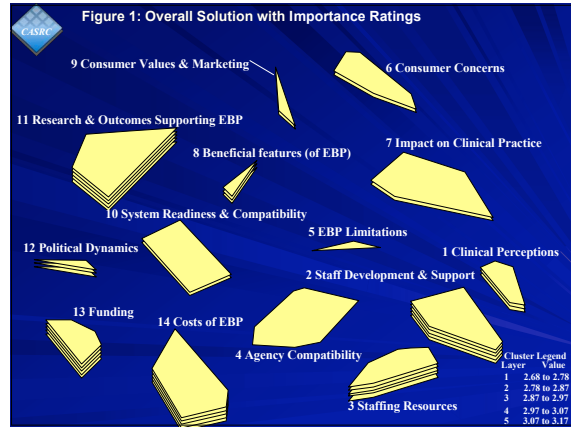 Figure 1: Overall Solution with Importance Ratings
CASRC
9 Consumer Values & Marketing
6 Consumer Concerns
11 Research & Outcomes Supporting EBP
7 Impact on Clinical Practice
8 Beneficial features (of EBP)
10 System Readiness & Compatibility
5 EBP Limitations
12 Political Dynamics
1 Clinical Perceptions
2 Staff Development & Support
13 Funding
14 Costs of EBP
4 Agency Compatibility
3 Staffing Resources
Cluster Legend
Layer Value
1 2.68 to 2.78
2 2.78 to 2.87
3 2.87 to 2.97
4 2.97 to 3.07
5 3.07 to 3.17